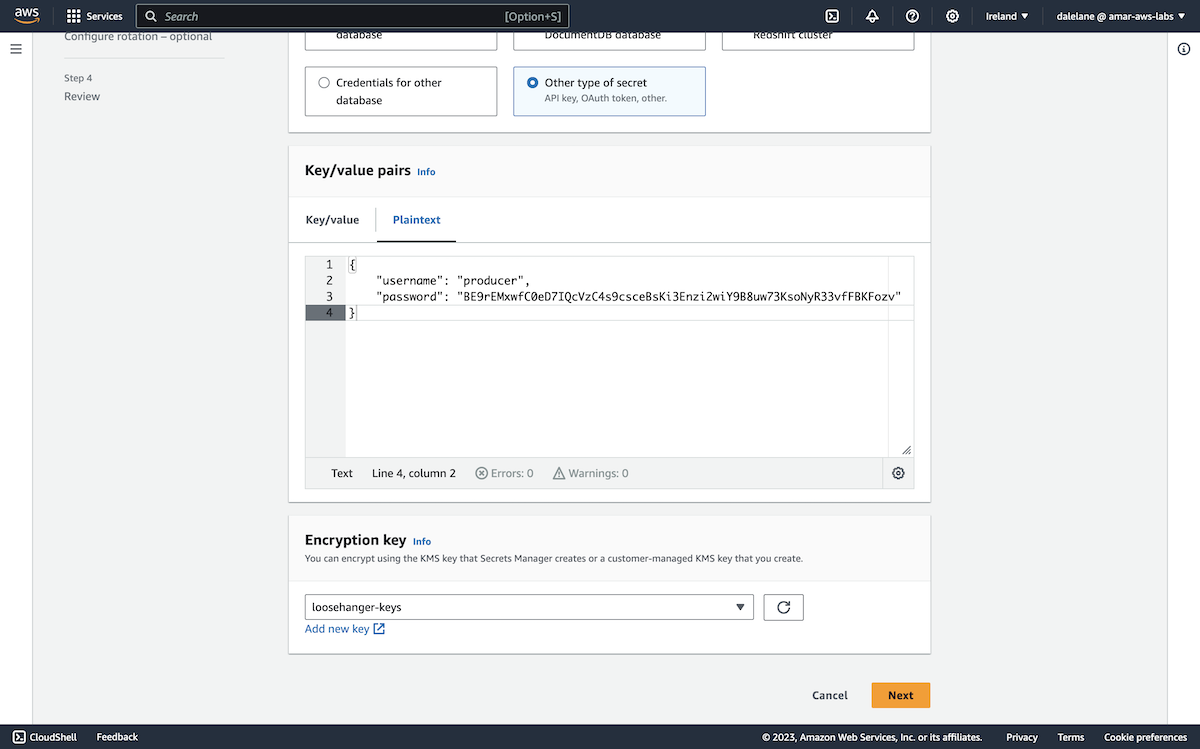 aws
Services
Search [Option+S]
Ireland ▼
dalelane @ amar-aws-labs ▼
Configure rotation – optional
Step 4
Review
database
DocumentDB database
Redshift cluster
Credentials for other
database
Other type of secret
API key, OAuth token, other.
Key/value pairs Info
Key/value
Plaintext
1 {
2 "username": "producer",
3 "password": "BE9rEMxwfC0eD7IQcVzC4s9csceBsKi3Enzi2wiY9B8uw73KsoNyR33vfFBKFozv"
4 }
Text Line 4, column 2 Errors: 0 Warnings: 0
Encryption key Info
You can encrypt using the KMS key that Secrets Manager creates or a customer-managed KMS key that you create.
loosehanger-keys
Add new key
Cancel
Next
CloudShell Feedback © 2023, Amazon Web Services, Inc. or its affiliates. Privacy Terms Cookie preferences